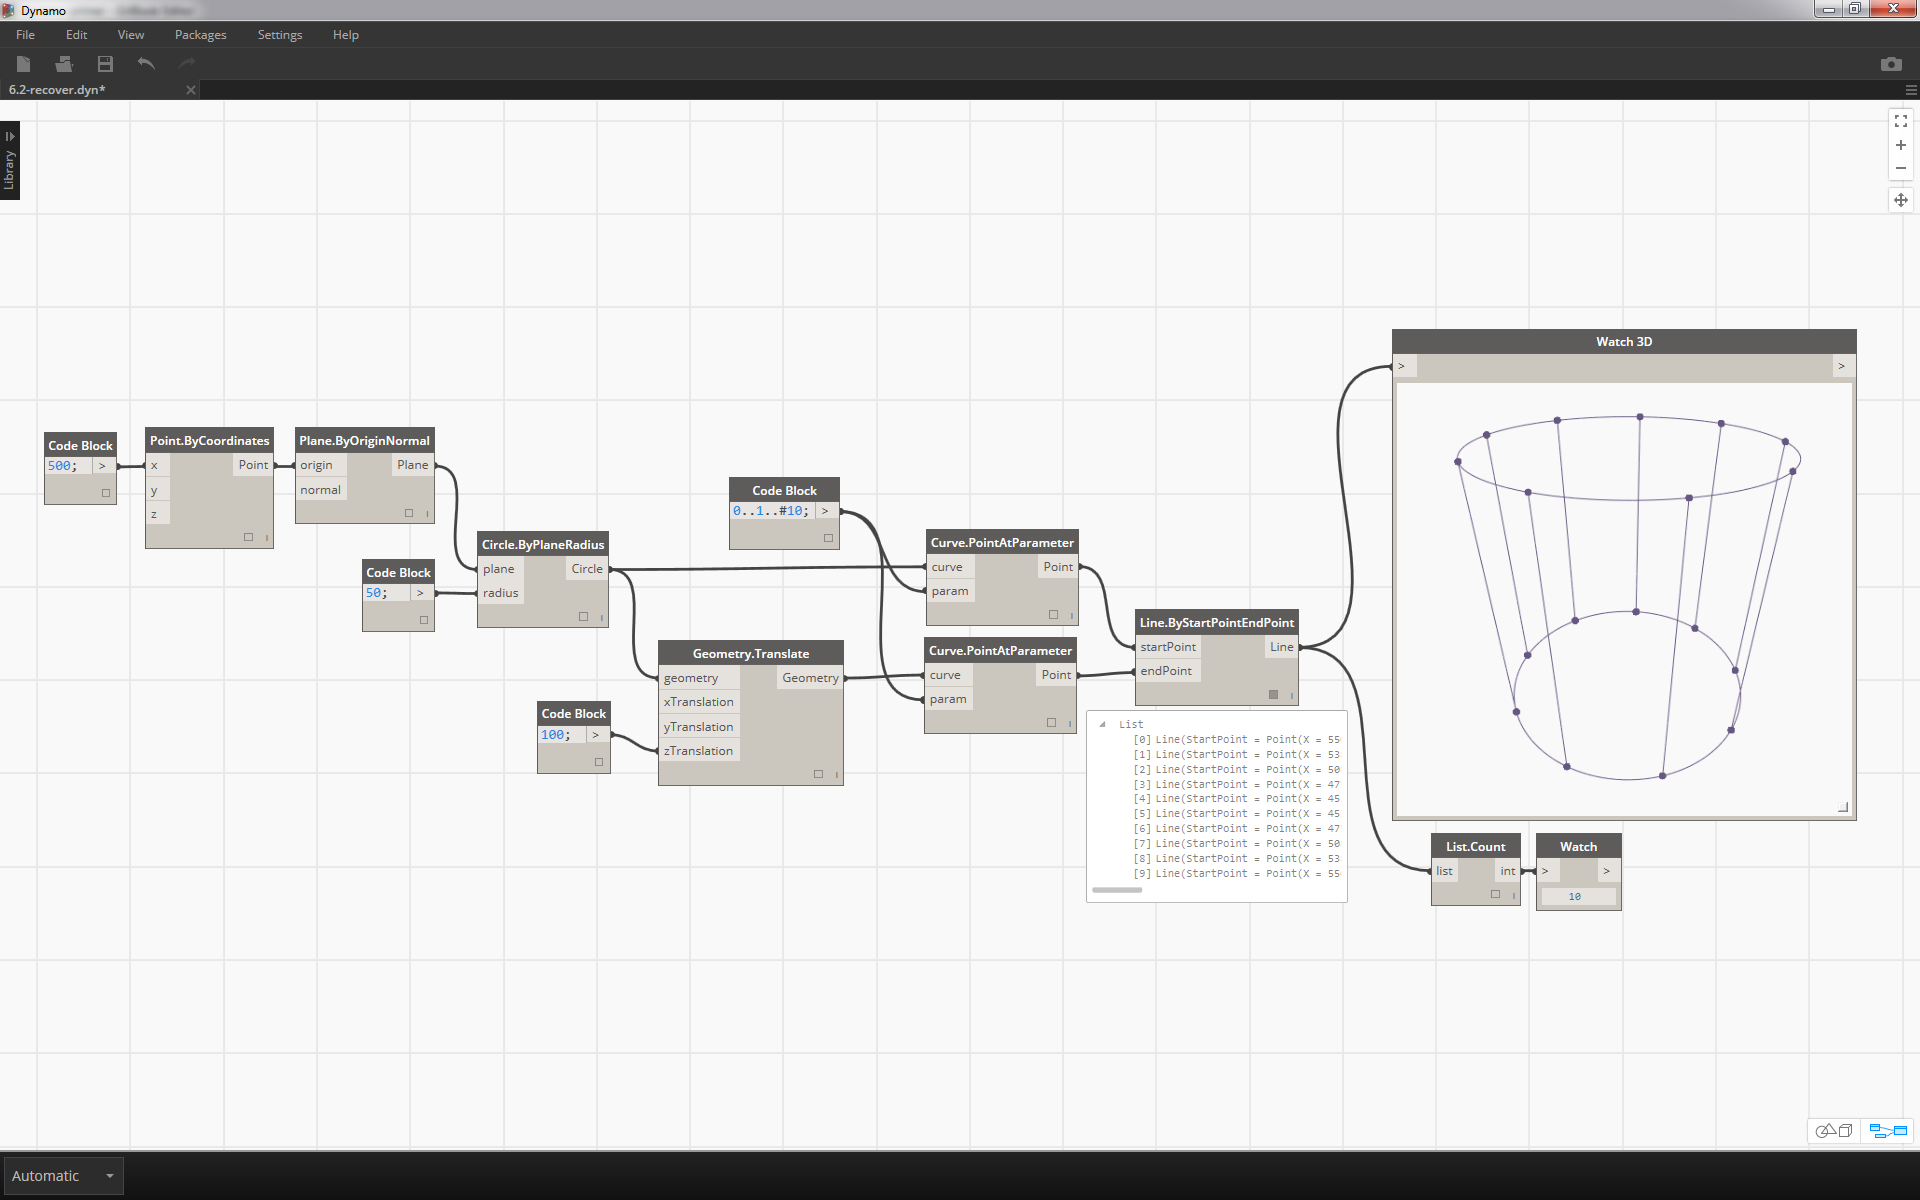 Dynamo
File Edit View Packages Settings Help
6.2-recover.dyn*
Library
Watch 3D
> >
Code Block
500; >
Point.ByCoordinates
x Point
y
z
Plane.ByOriginNormal
origin Plane
normal
Code Block
50; >
Circle.ByPlaneRadius
plane Circle
radius
Code Block
0..1..#10; >
Curve.PointAtParameter
curve Point
param
Code Block
100; >
Geometry.Translate
geometry Geometry
xTranslation
yTranslation
zTranslation
Curve.PointAtParameter
curve Point
param
Line.ByStartPointEndPoint
startPoint Line
endPoint
List
[0] Line(StartPoint = Point(X = 55
[1] Line(StartPoint = Point(X = 53
[2] Line(StartPoint = Point(X = 50
[3] Line(StartPoint = Point(X = 47
[4] Line(StartPoint = Point(X = 45
[5] Line(StartPoint = Point(X = 45
[6] Line(StartPoint = Point(X = 47
[7] Line(StartPoint = Point(X = 50
[8] Line(StartPoint = Point(X = 53
[9] Line(StartPoint = Point(X = 55
List.Count
list int
Watch
> >
10
Automatic